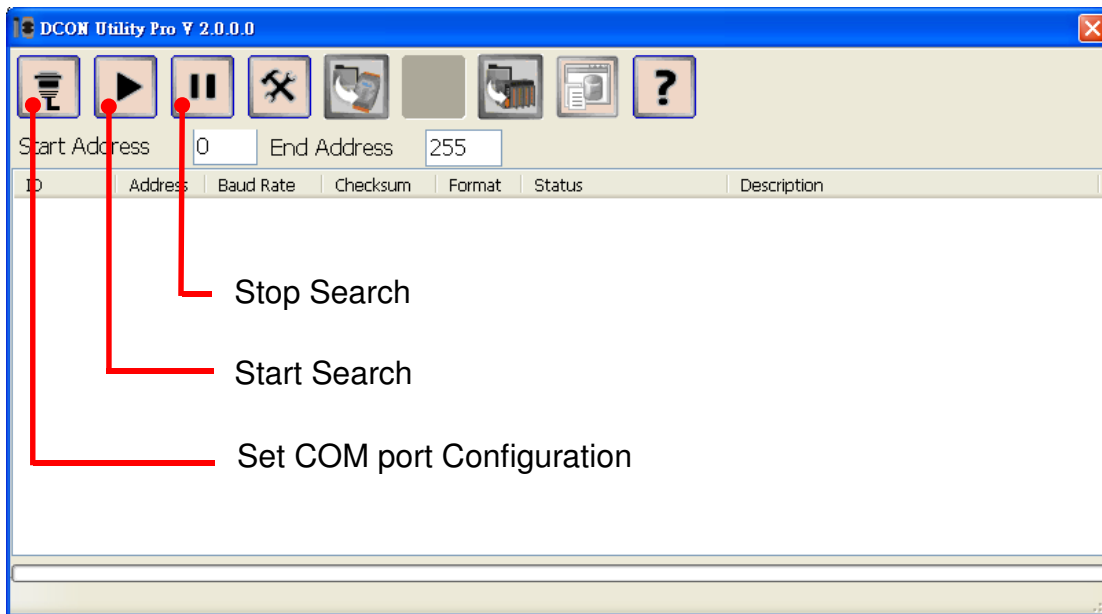 DCON Utility Pro V 2.0.0.0
?
Start Address 0 End Address 255
ID Address Baud Rate Checksum Format Status Description
Stop Search
Start Search
Set COM port Configuration